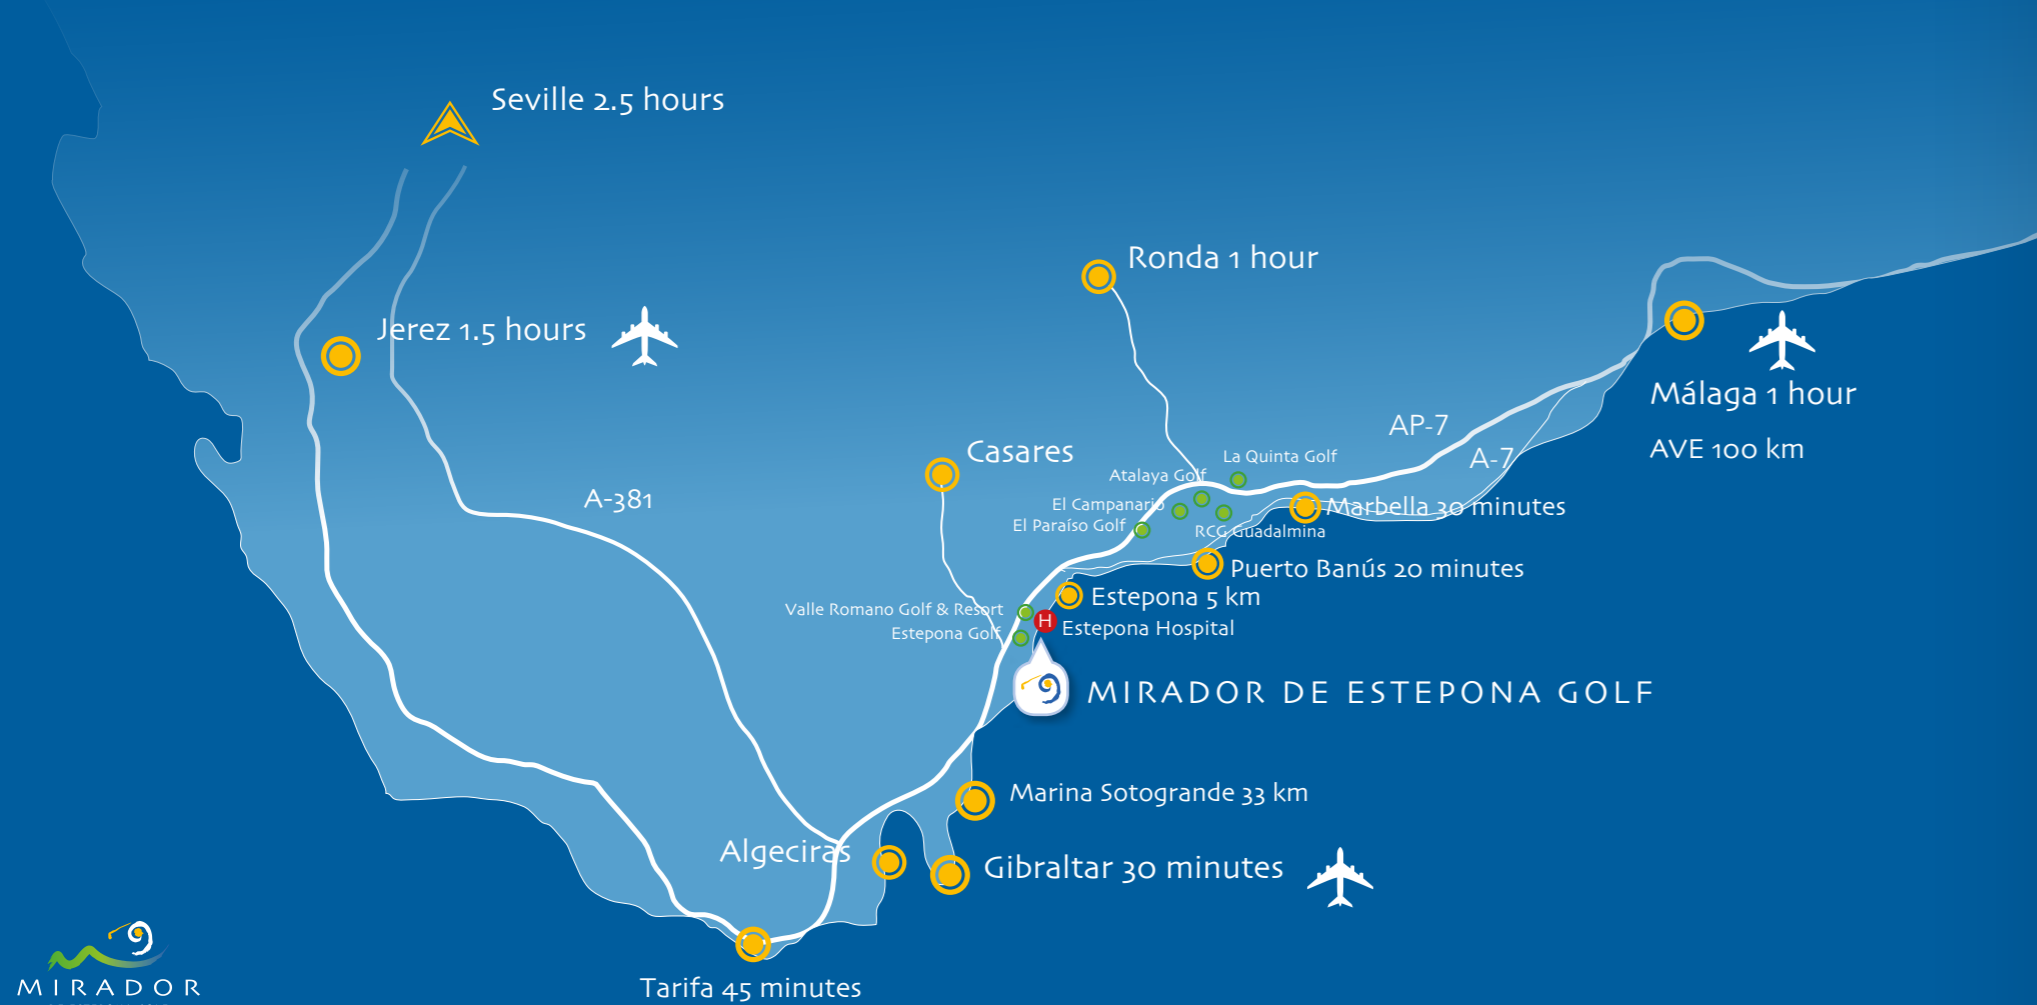 Seville 2.5 hours
Ronda 1 hour
Jerez 1.5 hours
Málaga 1 hour
AVE 100 km
AP-7
A-7
Casares
La Quinta Golf
Atalaya Golf
El Campanario
El Paraíso Golf
A-381
Marbella 30 minutes
RCG Guadalmina
Puerto Banús 20 minutes
Estepona 5 km
Valle Romano Golf & Resort
H
Estepona Hospital
Estepona Golf
MIRADOR DE ESTEPONA GOLF
Marina Sotogrande 33 km
Algeciras
Gibraltar 30 minutes
Tarifa 45 minutes
MIRADOR